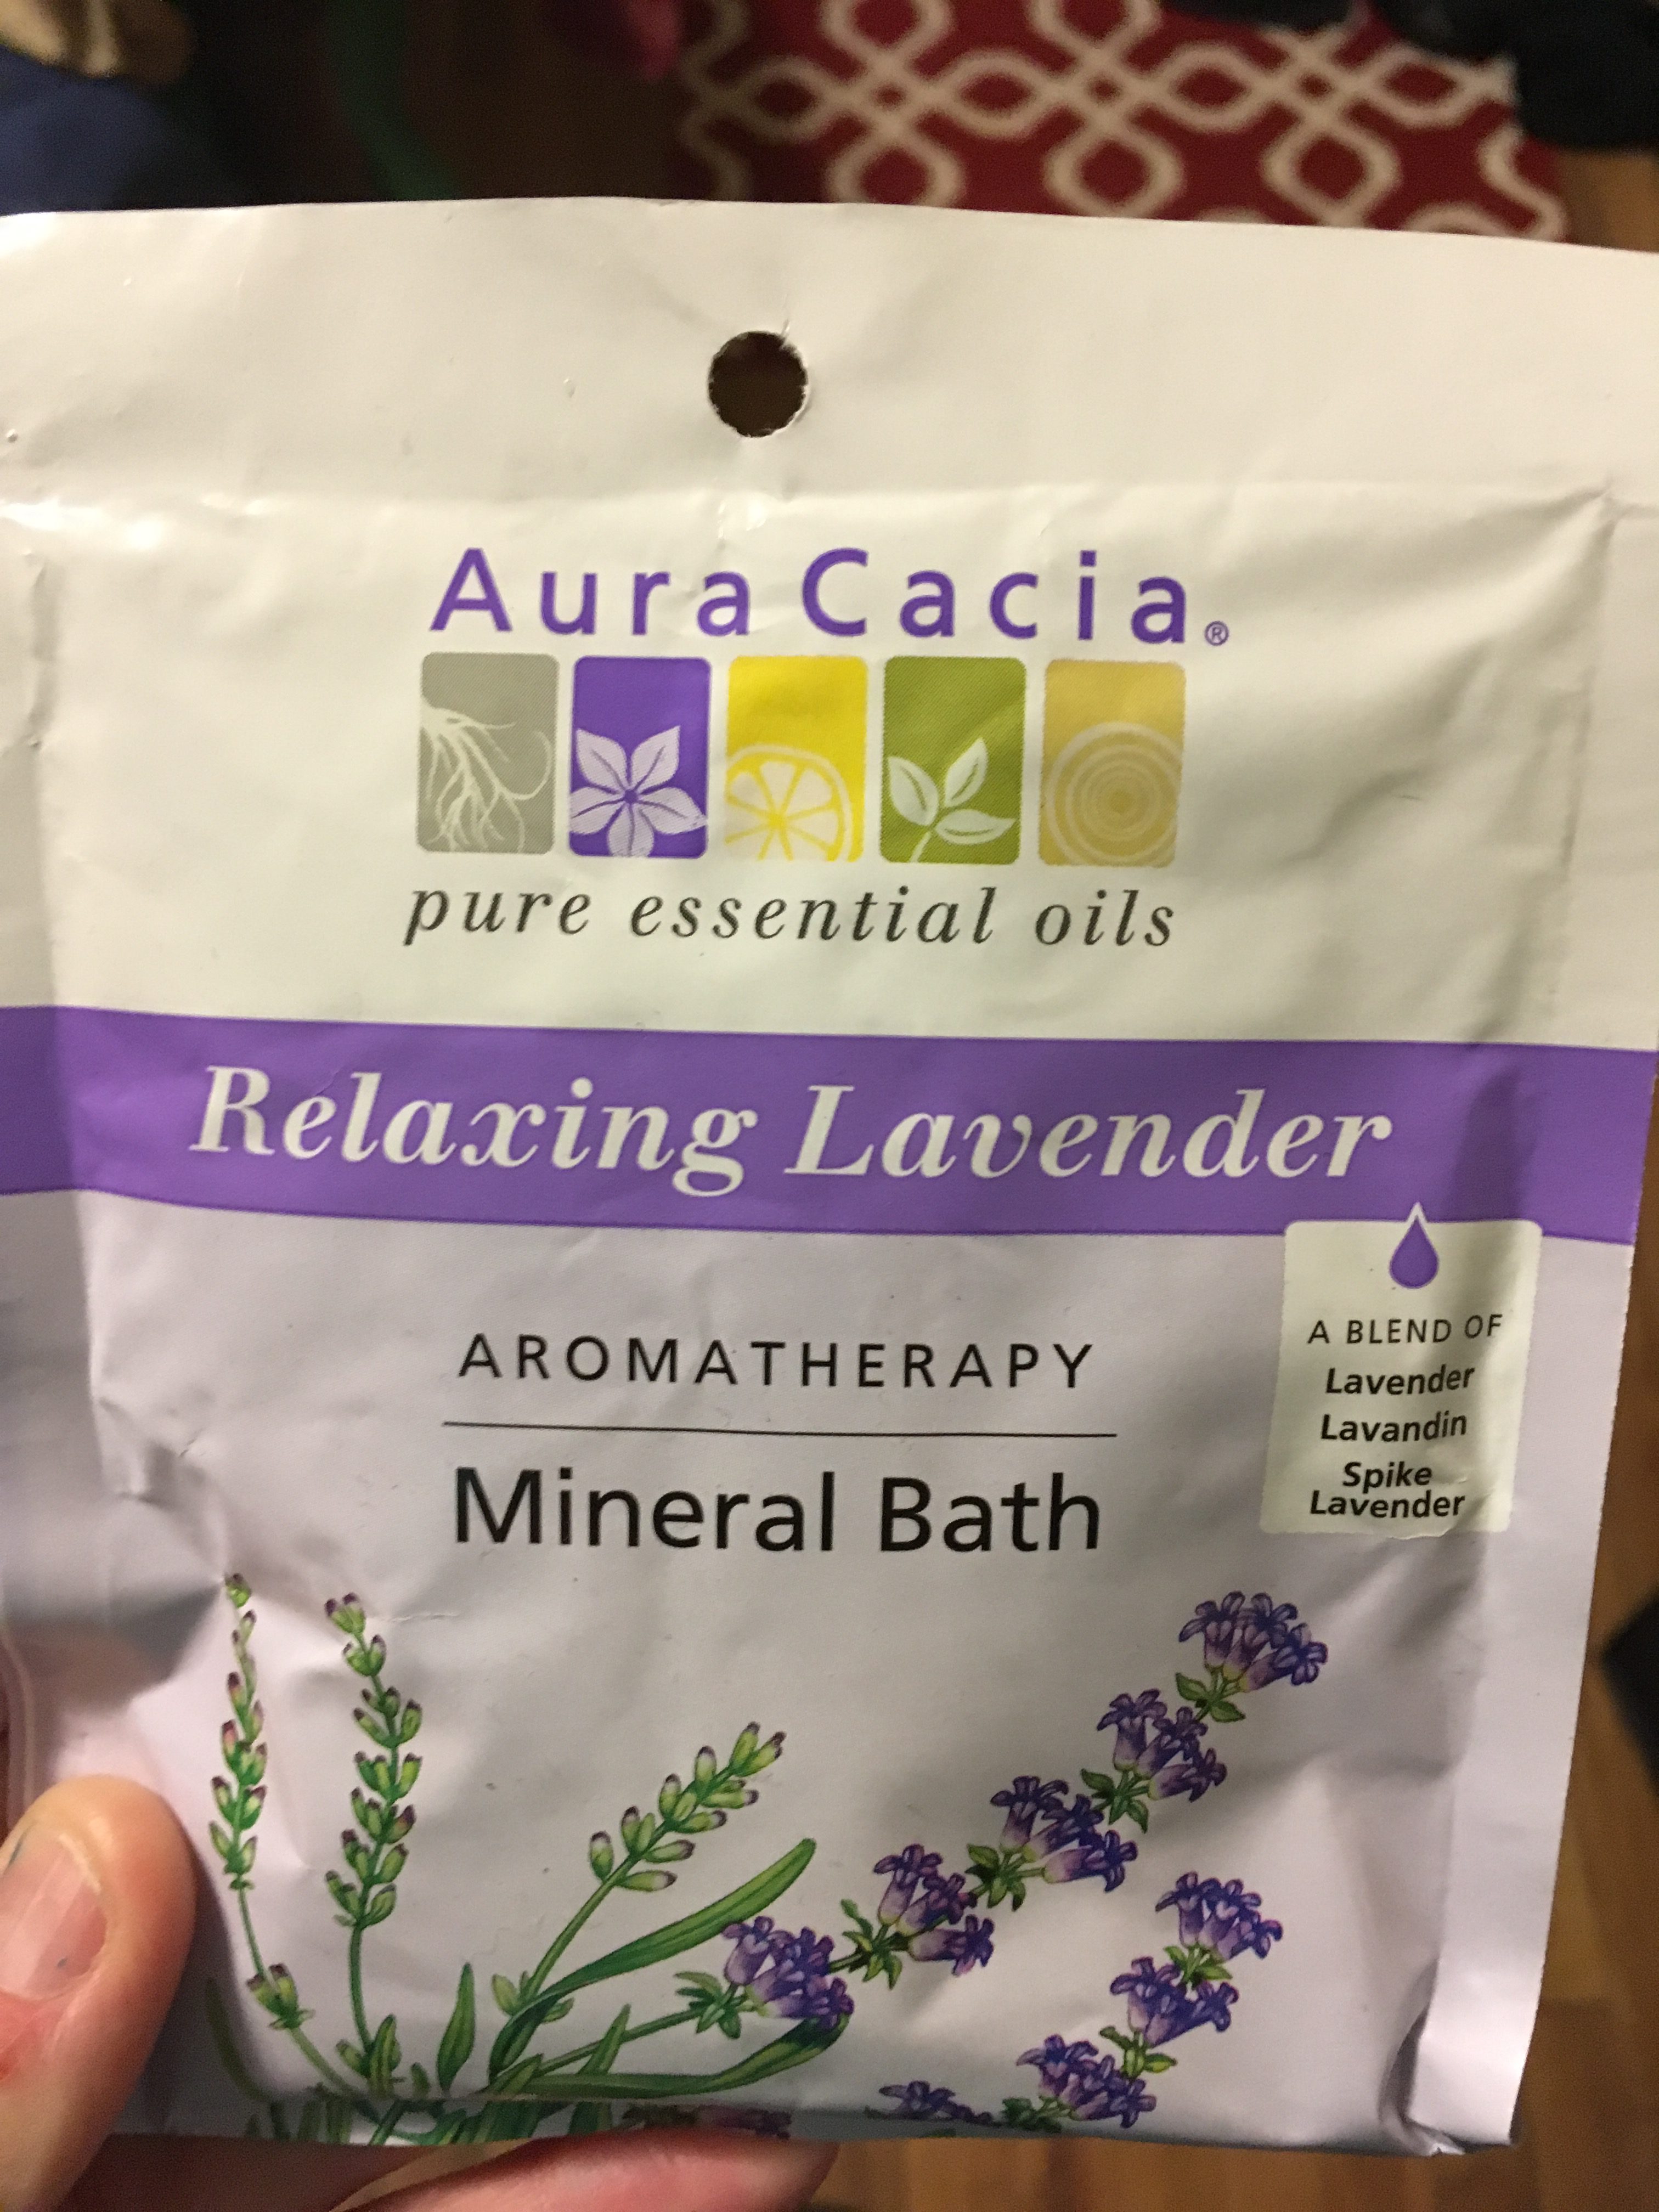 Aura Cacia®
pure essential oils
Relaxing Lavender
AROMATHERAPY
Mineral Bath
A BLEND OF
Lavender
Lavandin
Spike
Lavender